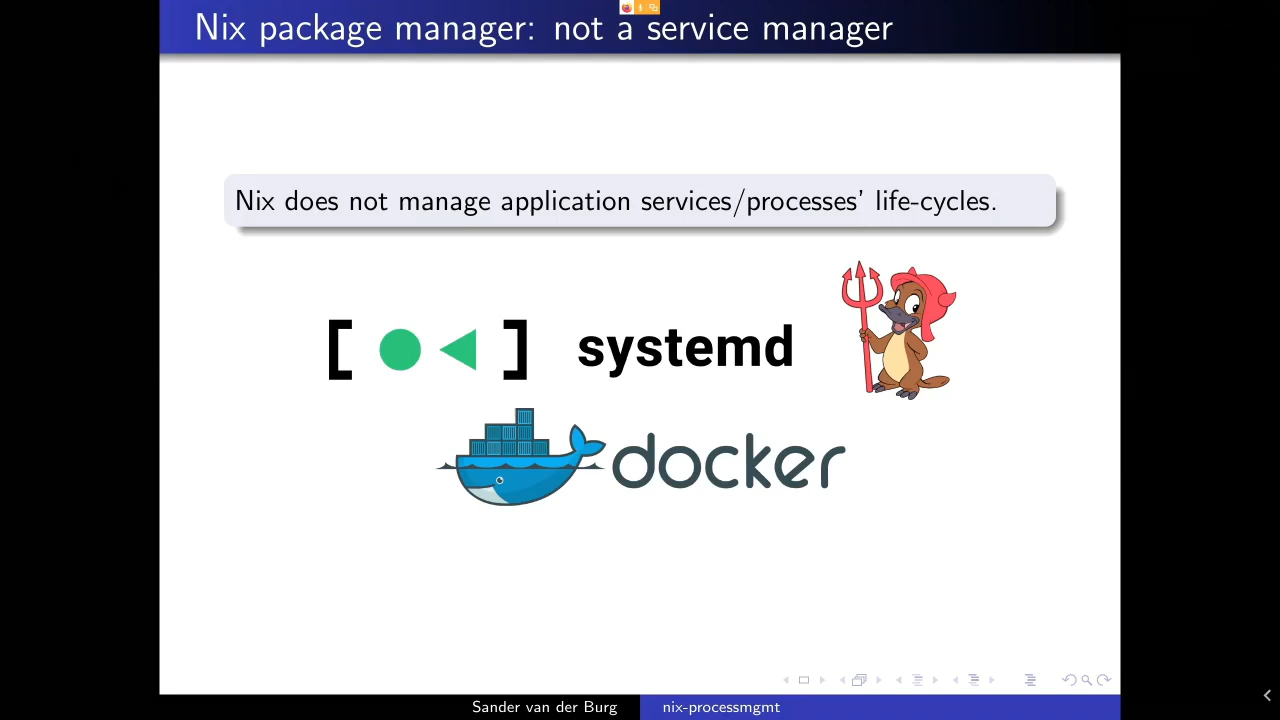 Nix package manager: not a service manager
Nix does not manage application services/processes' life-cycles.
[ ] systemd
docker
Sander van der Burg nix-processmgmt